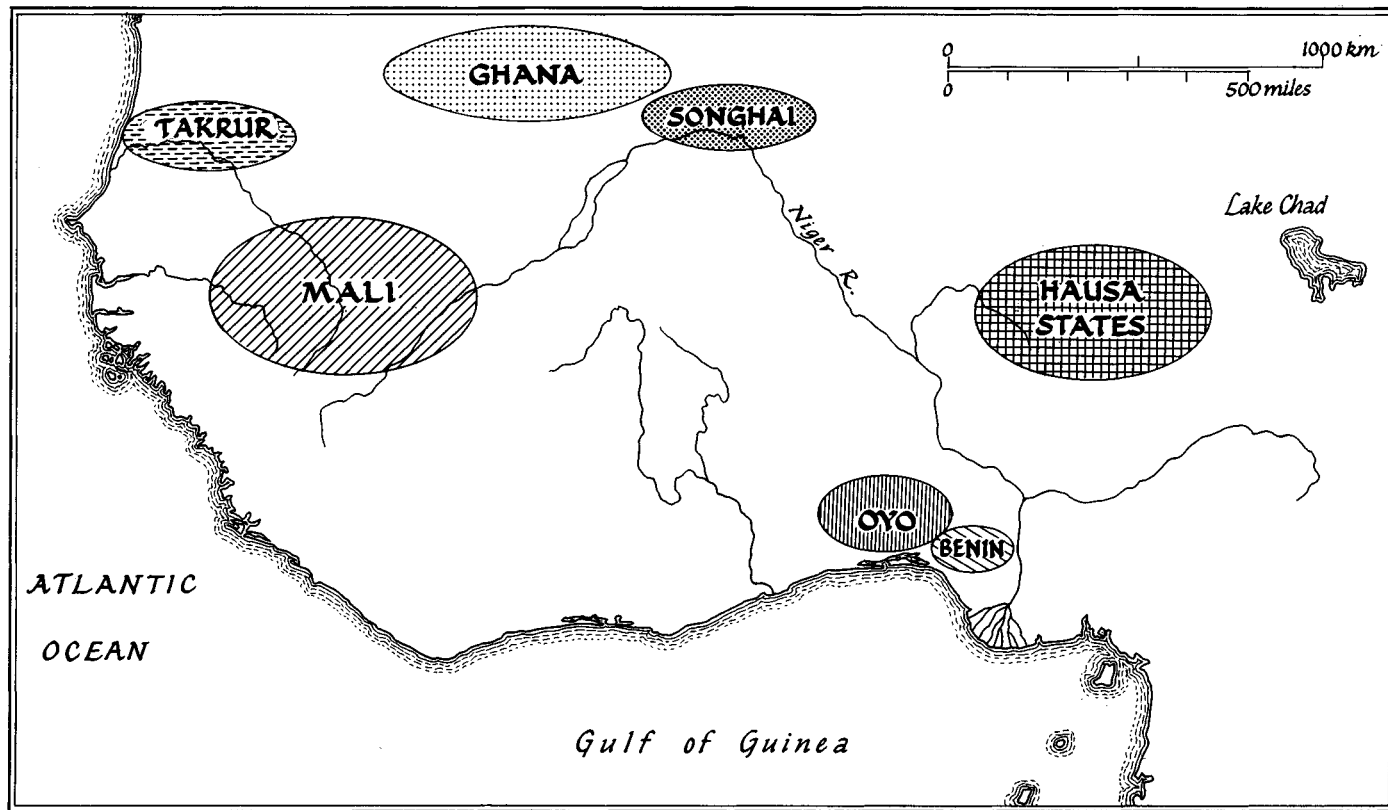 GHANA
0 1000 km
0 500 miles
TAKRUR
SONGHAI
Niger R.
Lake Chad
MALI
HAUSA
STATES
OYO
BENIN
ATLANTIC
OCEAN
Gulf of Guinea